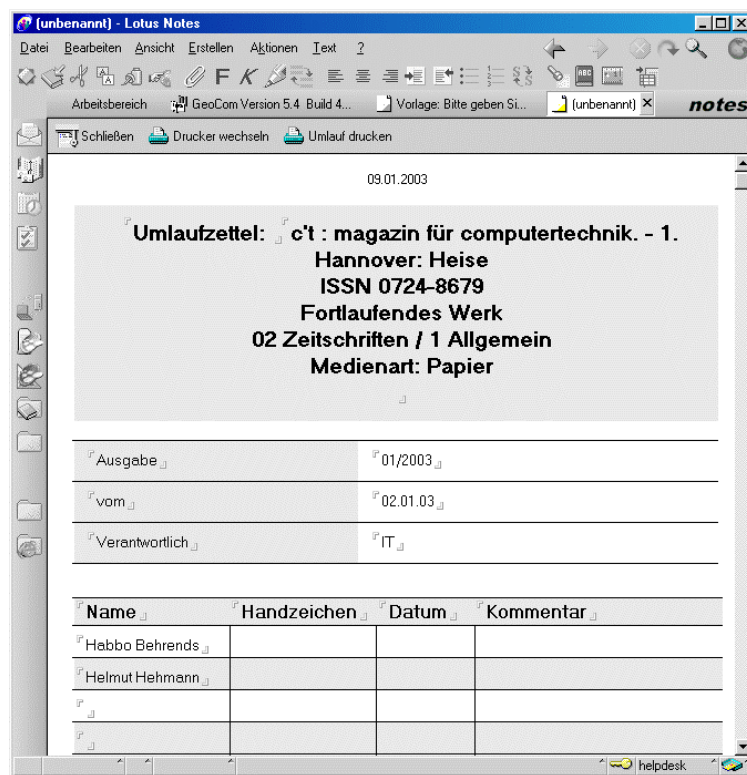 (unbenannt) - Lotus Notes
Datei Bearbeiten Ansicht Erstellen Aktionen Text ?
F K
ABC
Arbeitsbereich GeoCom Version 5.4 Build 4... Vorlage: Bitte geben Si... (unbenannt) notes
Schließen Drucker wechseln Umlauf drucken
09.01.2003
Umlaufzettel: c't : magazin für computertechnik. - 1.
Hannover: Heise
ISSN 0724-8679
Fortlaufendes Werk
02 Zeitschriften / 1 Allgemein
Medienart: Papier
Ausgabe 01/2003
vom 02.01.03
Verantwortlich IT
Name Handzeichen Datum Kommentar
Habbo Behrends
Helmut Hehmann
helpdesk